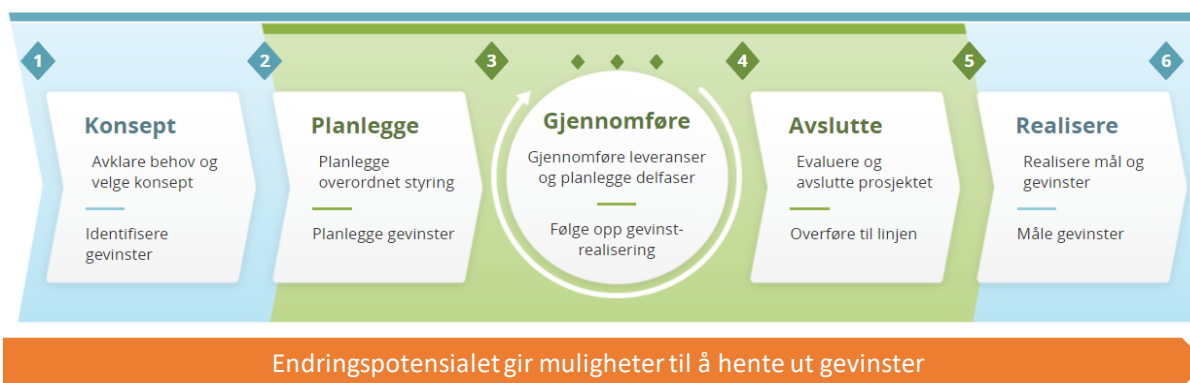 1
2
3
4
5
6
Konsept
Avklare behov og
velge konsept
Identifisere
gevinster
Planlegge
Planlegge
overordnet styring
Planlegge gevinster
Gjennomføre
Gjennomføre leveranser
og planlegge delfaser
Følge opp gevinst-
realisering
Avslutte
Evaluere og
avslutte prosjektet
Overføre til linjen
Realisere
Realisere mål og
gevinster
Måle gevinster
Endringspotensialet gir muligheter til å hente ut gevinster